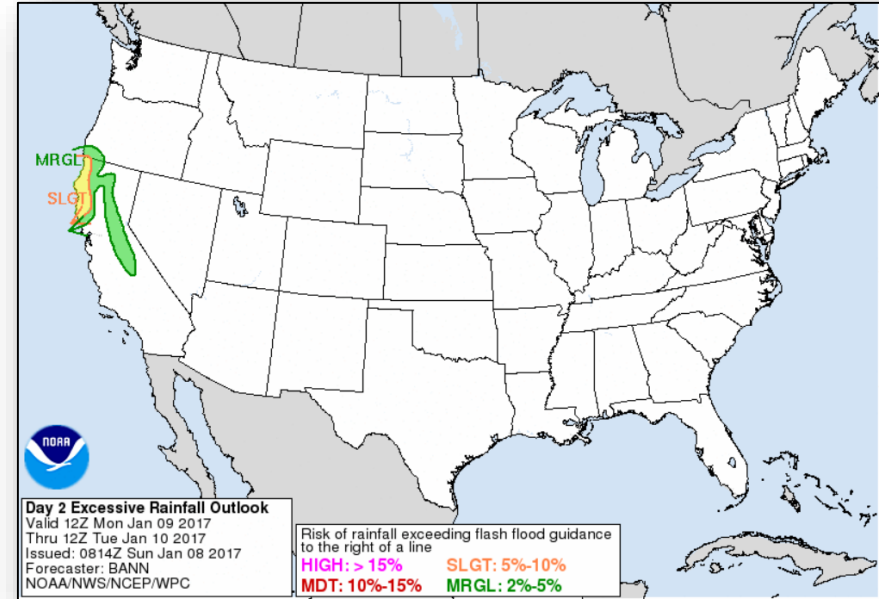 MRGL
SLGT
NOAA
Day 2 Excessive Rainfall Outlook
Valid 12Z Mon Jan 09 2017
Thru 12Z Tue Jan 10 2017
Issued: 0814Z Sun Jan 08 2017
Forecaster: BANN
NOAA/NWS/NCEP/WPC
Risk of rainfall exceeding flash flood guidance
to the right of a line
HIGH: > 15% SLGT: 5%-10%
MDT: 10%-15% MRGL: 2%-5%